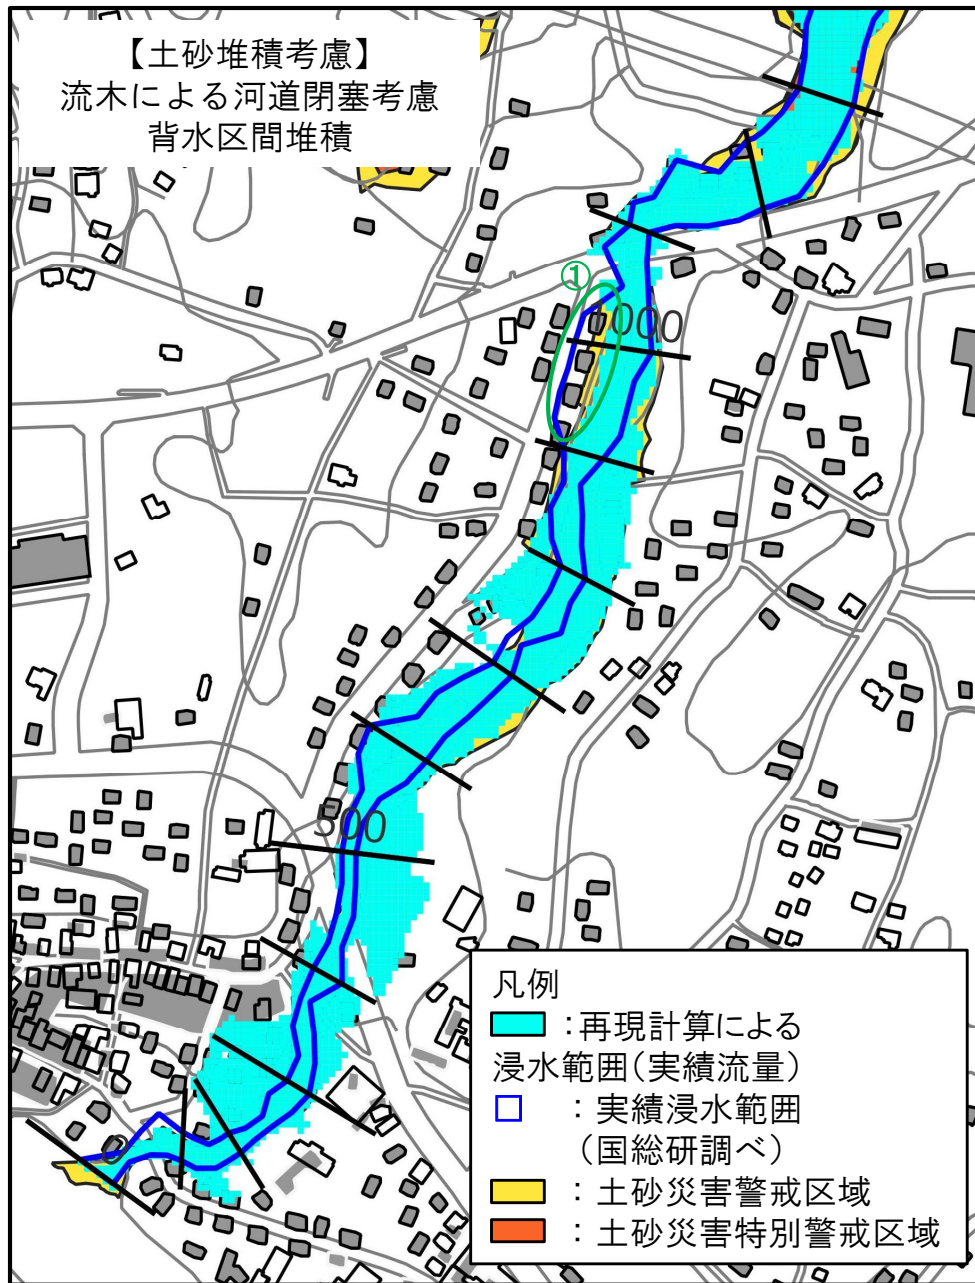 【土砂堆積考慮】
流木による河道閉塞考慮
背水区間堆積
①
1000
500
0
凡例
：再現計算による
浸水範囲(実績流量)
：実績浸水範囲
(国総研調べ)
：土砂災害警戒区域
：土砂災害特別警戒区域